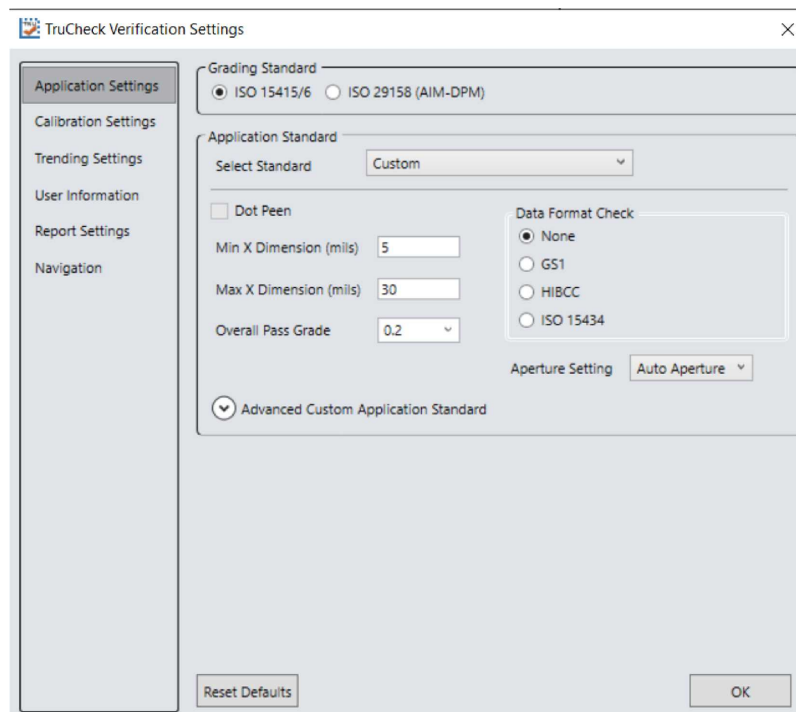 TruCheck Verification Settings
Application Settings
Calibration Settings
Trending Settings
User Information
Report Settings
Navigation
Grading Standard
ISO 15415/6 ISO 29158 (AIM-DPM)
Application Standard
Select Standard Custom
Dot Peen
Min X Dimension (mils) 5
Max X Dimension (mils) 30
Overall Pass Grade 0.2
Data Format Check
None
GS1
HIBCC
ISO 15434
Aperture Setting Auto Aperture
Advanced Custom Application Standard
Reset Defaults OK